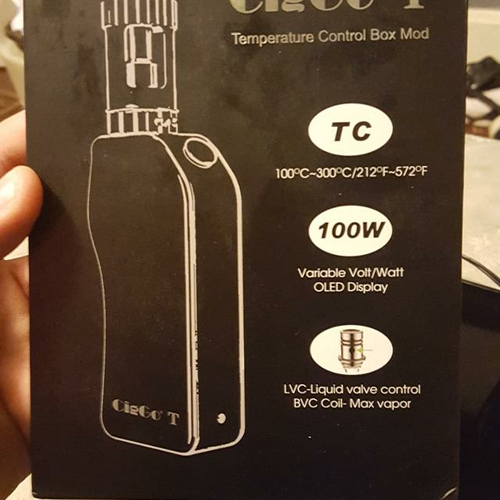 CigGo T
Temperature Control Box Mod
TC
100°C~300°C/212°F~572°F
100W
Variable Volt/Watt
OLED Display
LVC-Liquid valve control
BVC Coil- Max vapor
CigGo T